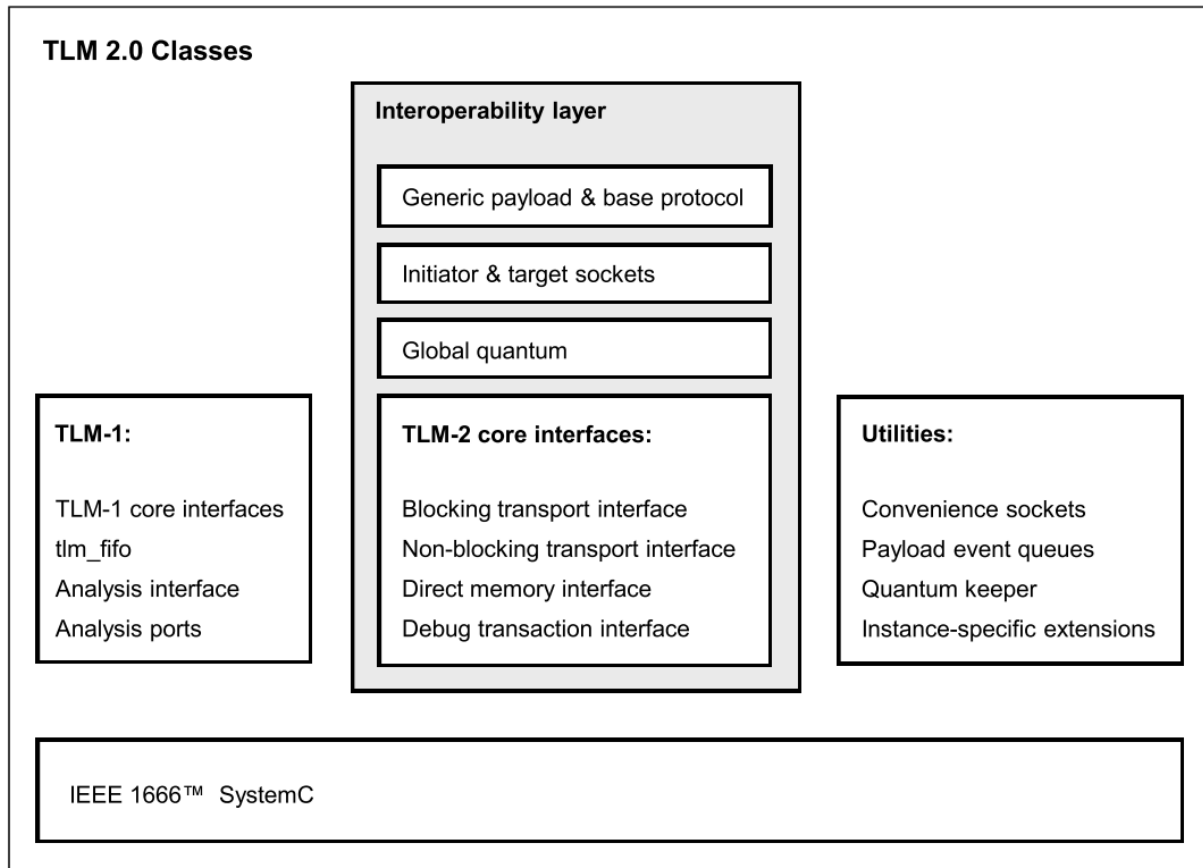 TLM 2.0 Classes
Interoperability layer
Generic payload & base protocol
Initiator & target sockets
Global quantum
TLM-1:
TLM-1 core interfaces
tlm_fifo
Analysis interface
Analysis ports
TLM-2 core interfaces:
Blocking transport interface
Non-blocking transport interface
Direct memory interface
Debug transaction interface
Utilities:
Convenience sockets
Payload event queues
Quantum keeper
Instance-specific extensions
IEEE 1666™ SystemC